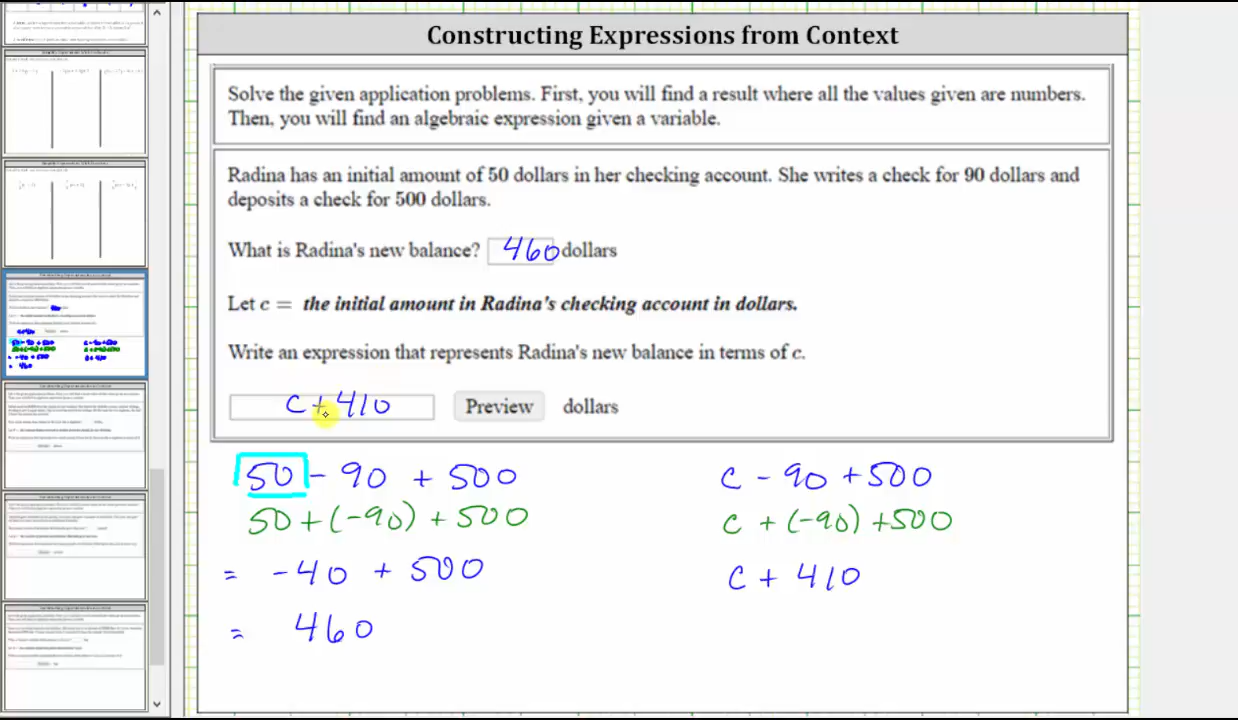 Constructing Expressions from Context
Solve the given application problems. First, you will find a result where all the values given are numbers.
Then, you will find an algebraic expression given a variable.
Radina has an initial amount of 50 dollars in her checking account. She writes a check for 90 dollars and
deposits a check for 500 dollars.
What is Radina's new balance? 460 dollars
Let c = the initial amount in Radina's checking account in dollars.
Write an expression that represents Radina's new balance in terms of c.
c + 410 Preview dollars
50 - 90 + 500 c - 90 + 500
50 + (-90) + 500 c + (-90) + 500
= -40 + 500 c + 410
= 460